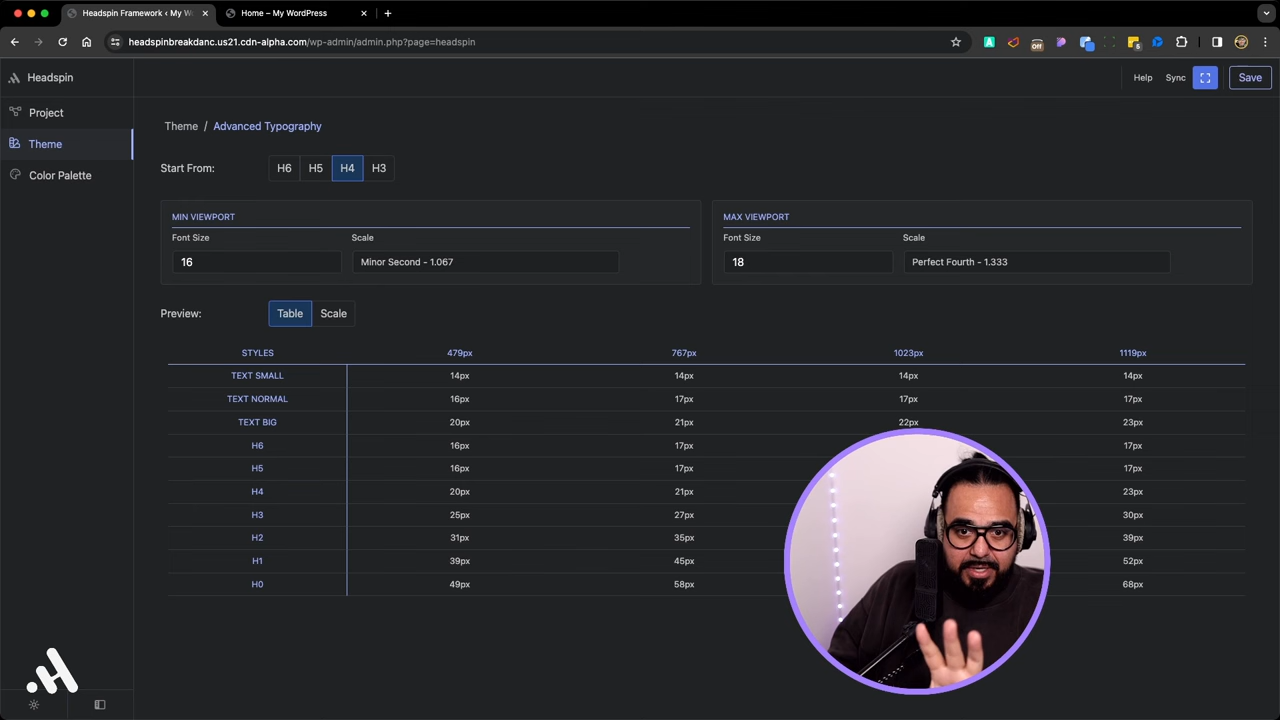 Headspin Framework ‹ My Wo
Home – My WordPress
headspinbreakdanc.us21.cdn-alpha.com/wp-admin/admin.php?page=headspin
Off
6
Headspin
Help Sync Save
Project
Theme
Color Palette
Theme / Advanced Typography
Start From: H6 H5 H4 H3
MIN VIEWPORT
Font Size Scale
16 Minor Second - 1.067
MAX VIEWPORT
Font Size Scale
18 Perfect Fourth - 1.333
Preview: Table Scale
STYLES 479px 767px 1023px 1119px
TEXT SMALL 14px 14px 14px 14px
TEXT NORMAL 16px 17px 17px 17px
TEXT BIG 20px 21px 22px 23px
H6 16px 17px 17px
H5 16px 17px 17px
H4 20px 21px 23px
H3 25px 27px 30px
H2 31px 35px 39px
H1 39px 45px 52px
H0 49px 58px 68px